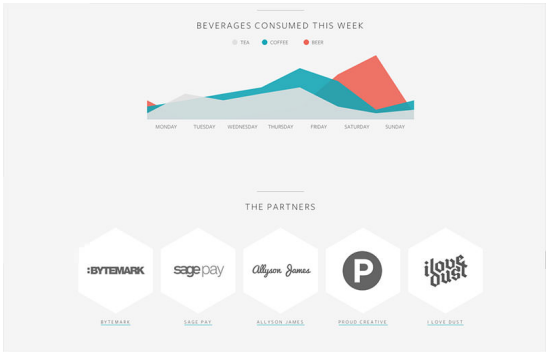 BEVERAGES CONSUMED THIS WEEK
TEA COFFEE BEER
MONDAY TUESDAY WEDNESDAY THURSDAY FRIDAY SATURDAY SUNDAY
THE PARTNERS
:BYTEMARK sage pay Allyson James P i love dust
BYTEMARK SAGE PAY ALLYSON JAMES PROUD CREATIVE I LOVE DUST